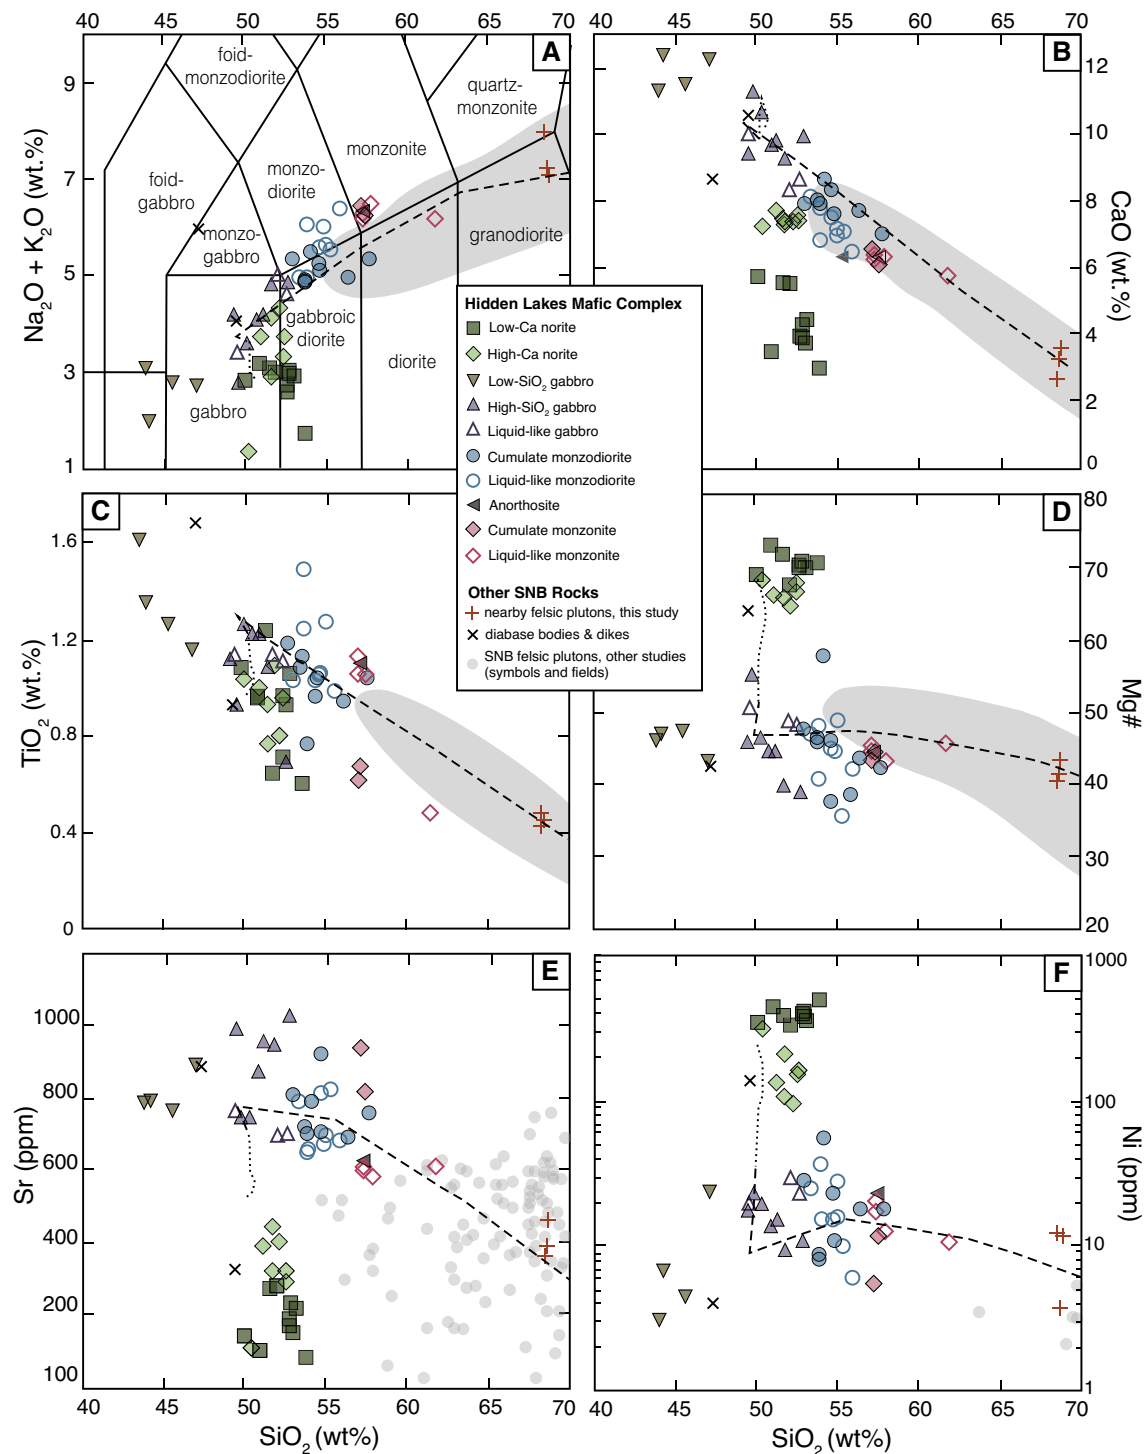 40 45 50 55 60 65 70
40 45 50 55 60 65 70
A
foid-
monzodiorite
quartz-
monzonite
monzonite
monzo-
diorite
foid-
gabbro
monzo-
gabbro
granodiorite
gabbroic
diorite
diorite
gabbro
9
7
5
3
1
Na2O + K2O (wt.%)
B
12
10
8
6
4
2
0
CaO (wt.%)
Hidden Lakes Mafic Complex
Low-Ca norite
High-Ca norite
Low-SiO2 gabbro
High-SiO2 gabbro
Liquid-like gabbro
Cumulate monzodiorite
Liquid-like monzodiorite
Anorthosite
Cumulate monzonite
Liquid-like monzonite
Other SNB Rocks
nearby felsic plutons, this study
diabase bodies & dikes
SNB felsic plutons, other studies
(symbols and fields)
C
1.6
1.2
0.8
0.4
0
TiO2 (wt.%)
D
80
70
60
50
40
30
20
Mg#
E
1000
800
600
400
200
100
Sr (ppm)
F
1000
100
10
1
Ni (ppm)
40 45 50 55 60 65 70
SiO2 (wt%)
40 45 50 55 60 65 70
SiO2 (wt%)